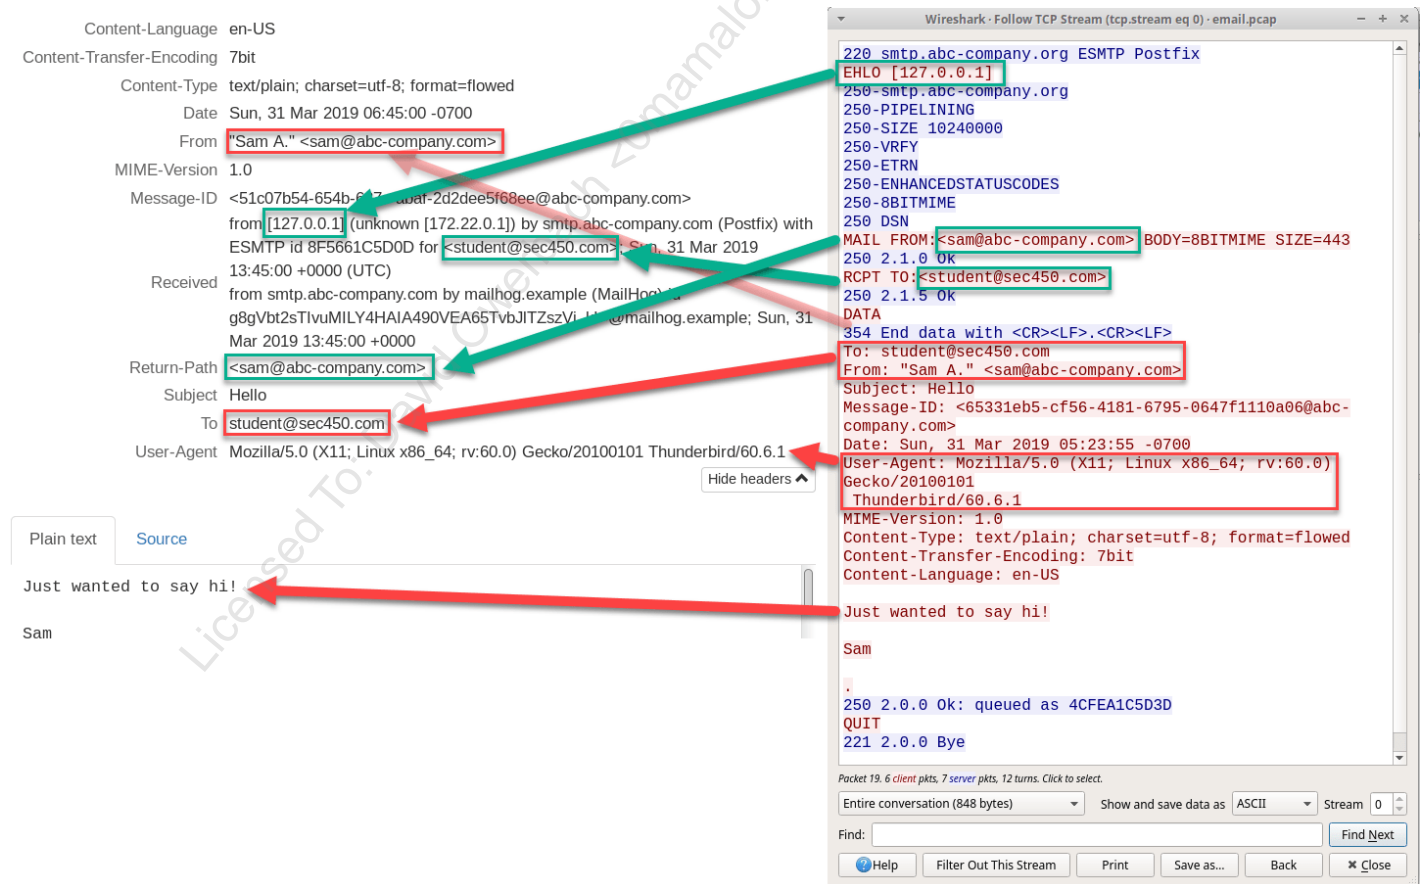 Content-Language en-US
Content-Transfer-Encoding 7bit
Content-Type text/plain; charset=utf-8; format=flowed
Date Sun, 31 Mar 2019 06:45:00 -0700
From "Sam A." <sam@abc-company.com>
MIME-Version 1.0
Message-ID <51c07b54-654b- -2d2dee5f68ee@abc-company.com>
from [127.0.0.1] (unknown [172.22.0.1]) by smtp.abc-company.com (Postfix) with
ESMTP id 8F5661C5D0D for <student@sec450.com>; Sun, 31 Mar 2019
13:45:00 +0000 (UTC)
Received
from smtp.abc-company.com by mailhog.example (MailHog)
@mailhog.example; Sun, 31
Mar 2019 13:45:00 +0000
Return-Path <sam@abc-company.com>
Subject Hello
To student@sec450.com
User-Agent Mozilla/5.0 (X11; Linux x86_64; rv:60.0) Gecko/20100101 Thunderbird/60.6.1
Hide headers
Plain text Source
Just wanted to say hi!
Sam
Licensed To: David Owerbach
Wireshark · Follow TCP Stream (tcp.stream eq 0) · email.pcap
220 smtp.abc-company.org ESMTP Postfix
EHLO [127.0.0.1]
250-smtp.abc-company.org
250-PIPELINING
250-SIZE 10240000
250-VRFY
250-ETRN
250-ENHANCEDSTATUSCODES
250-8BITMIME
250 DSN
MAIL FROM:<sam@abc-company.com> BODY=8BITMIME SIZE=443
250 2.1.0 Ok
RCPT TO:<student@sec450.com>
250 2.1.5 Ok
DATA
354 End data with <CR><LF>.<CR><LF>
To: student@sec450.com
From: "Sam A." <sam@abc-company.com>
Subject: Hello
Message-ID: <65331eb5-cf56-4181-6795-0647f1110a06@abc-
company.com>
Date: Sun, 31 Mar 2019 05:23:55 -0700
User-Agent: Mozilla/5.0 (X11; Linux x86_64; rv:60.0)
Gecko/20100101
Thunderbird/60.6.1
MIME-Version: 1.0
Content-Type: text/plain; charset=utf-8; format=flowed
Content-Transfer-Encoding: 7bit
Content-Language: en-US
Just wanted to say hi!
Sam
.
250 2.0.0 Ok: queued as 4CFEA1C5D3D
QUIT
221 2.0.0 Bye
Packet 19. 6 client pkts, 7 server pkts, 12 turns. Click to select.
Entire conversation (848 bytes) Show and save data as ASCII Stream 0
Find: Find Next
Help Filter Out This Stream Print Save as... Back Close